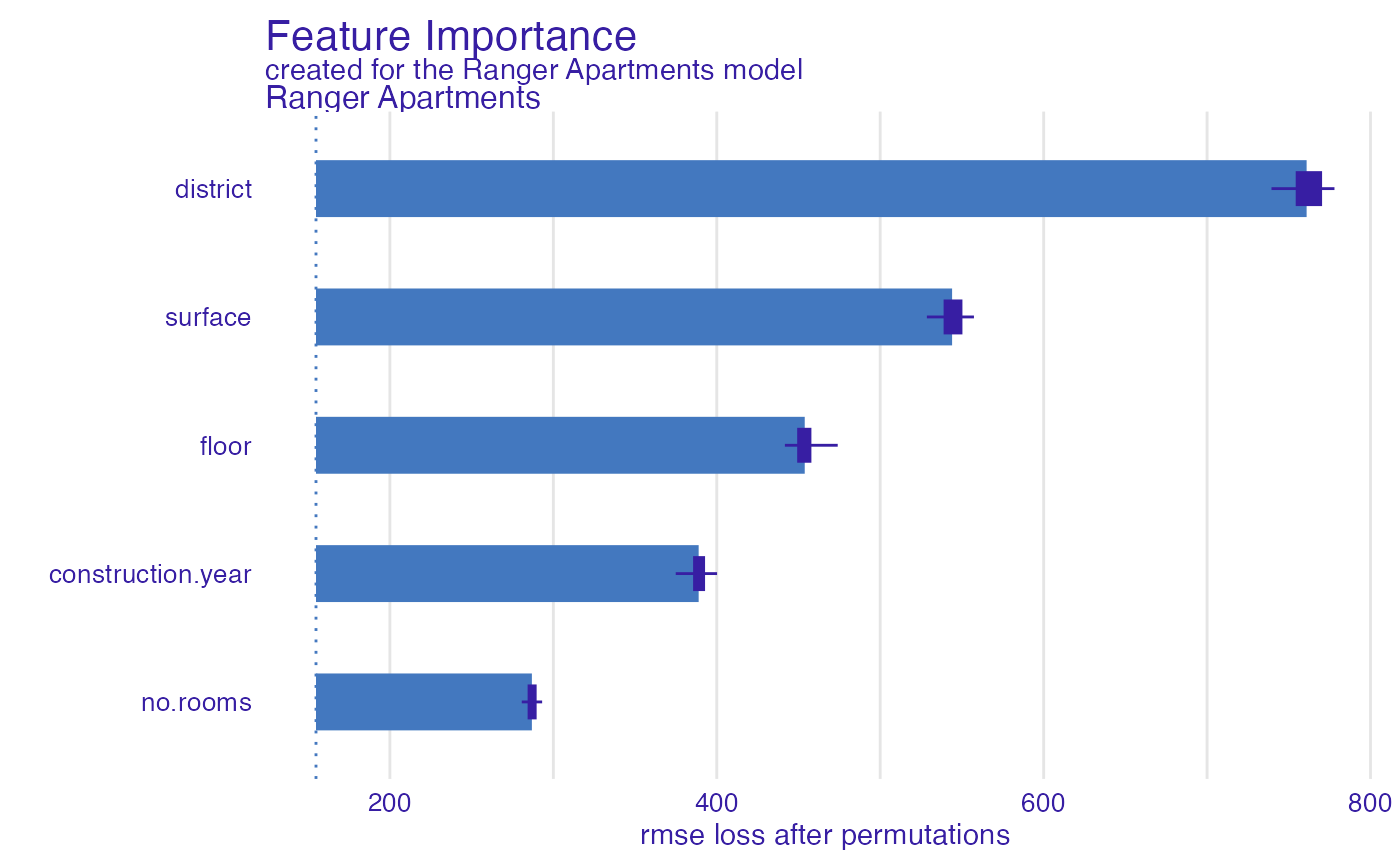 Feature Importance
created for the Ranger Apartments model
Ranger Apartments
district
surface
floor
construction.year
no.rooms
200 400 600 800
rmse loss after permutations